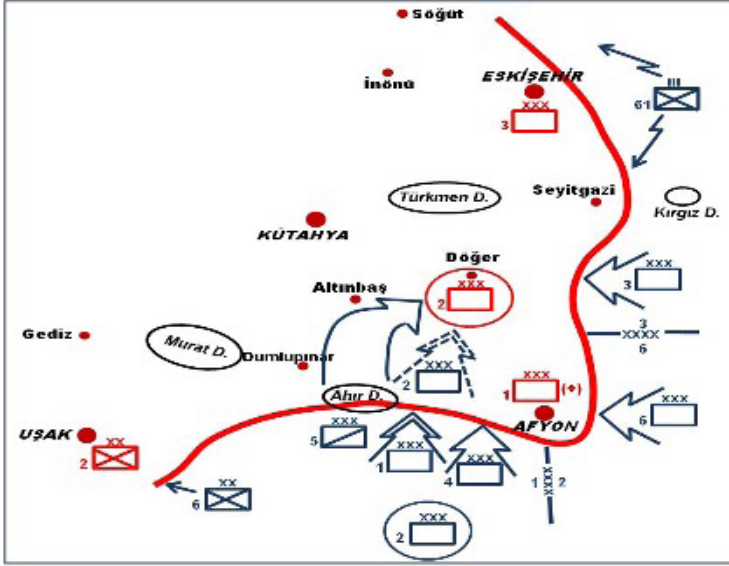 Söğüt
İnönü
ESKİŞEHİR
XXX
3
III
61
Türkmen D.
Seyitgazi
Kırgız D.
KÜTAHYA
Döğer
XXX
2
Altınbaş
XXX
3
3
XXXX
6
Gediz
Murat D.
Dumlupınar
XXX
2
XXX
1
(+)
Ahır D.
AFYON
XXX
6
UŞAK
XX
2
XXX
5
XXX
1
XXX
4
1
XXXX
2
XX
6
XXX
2